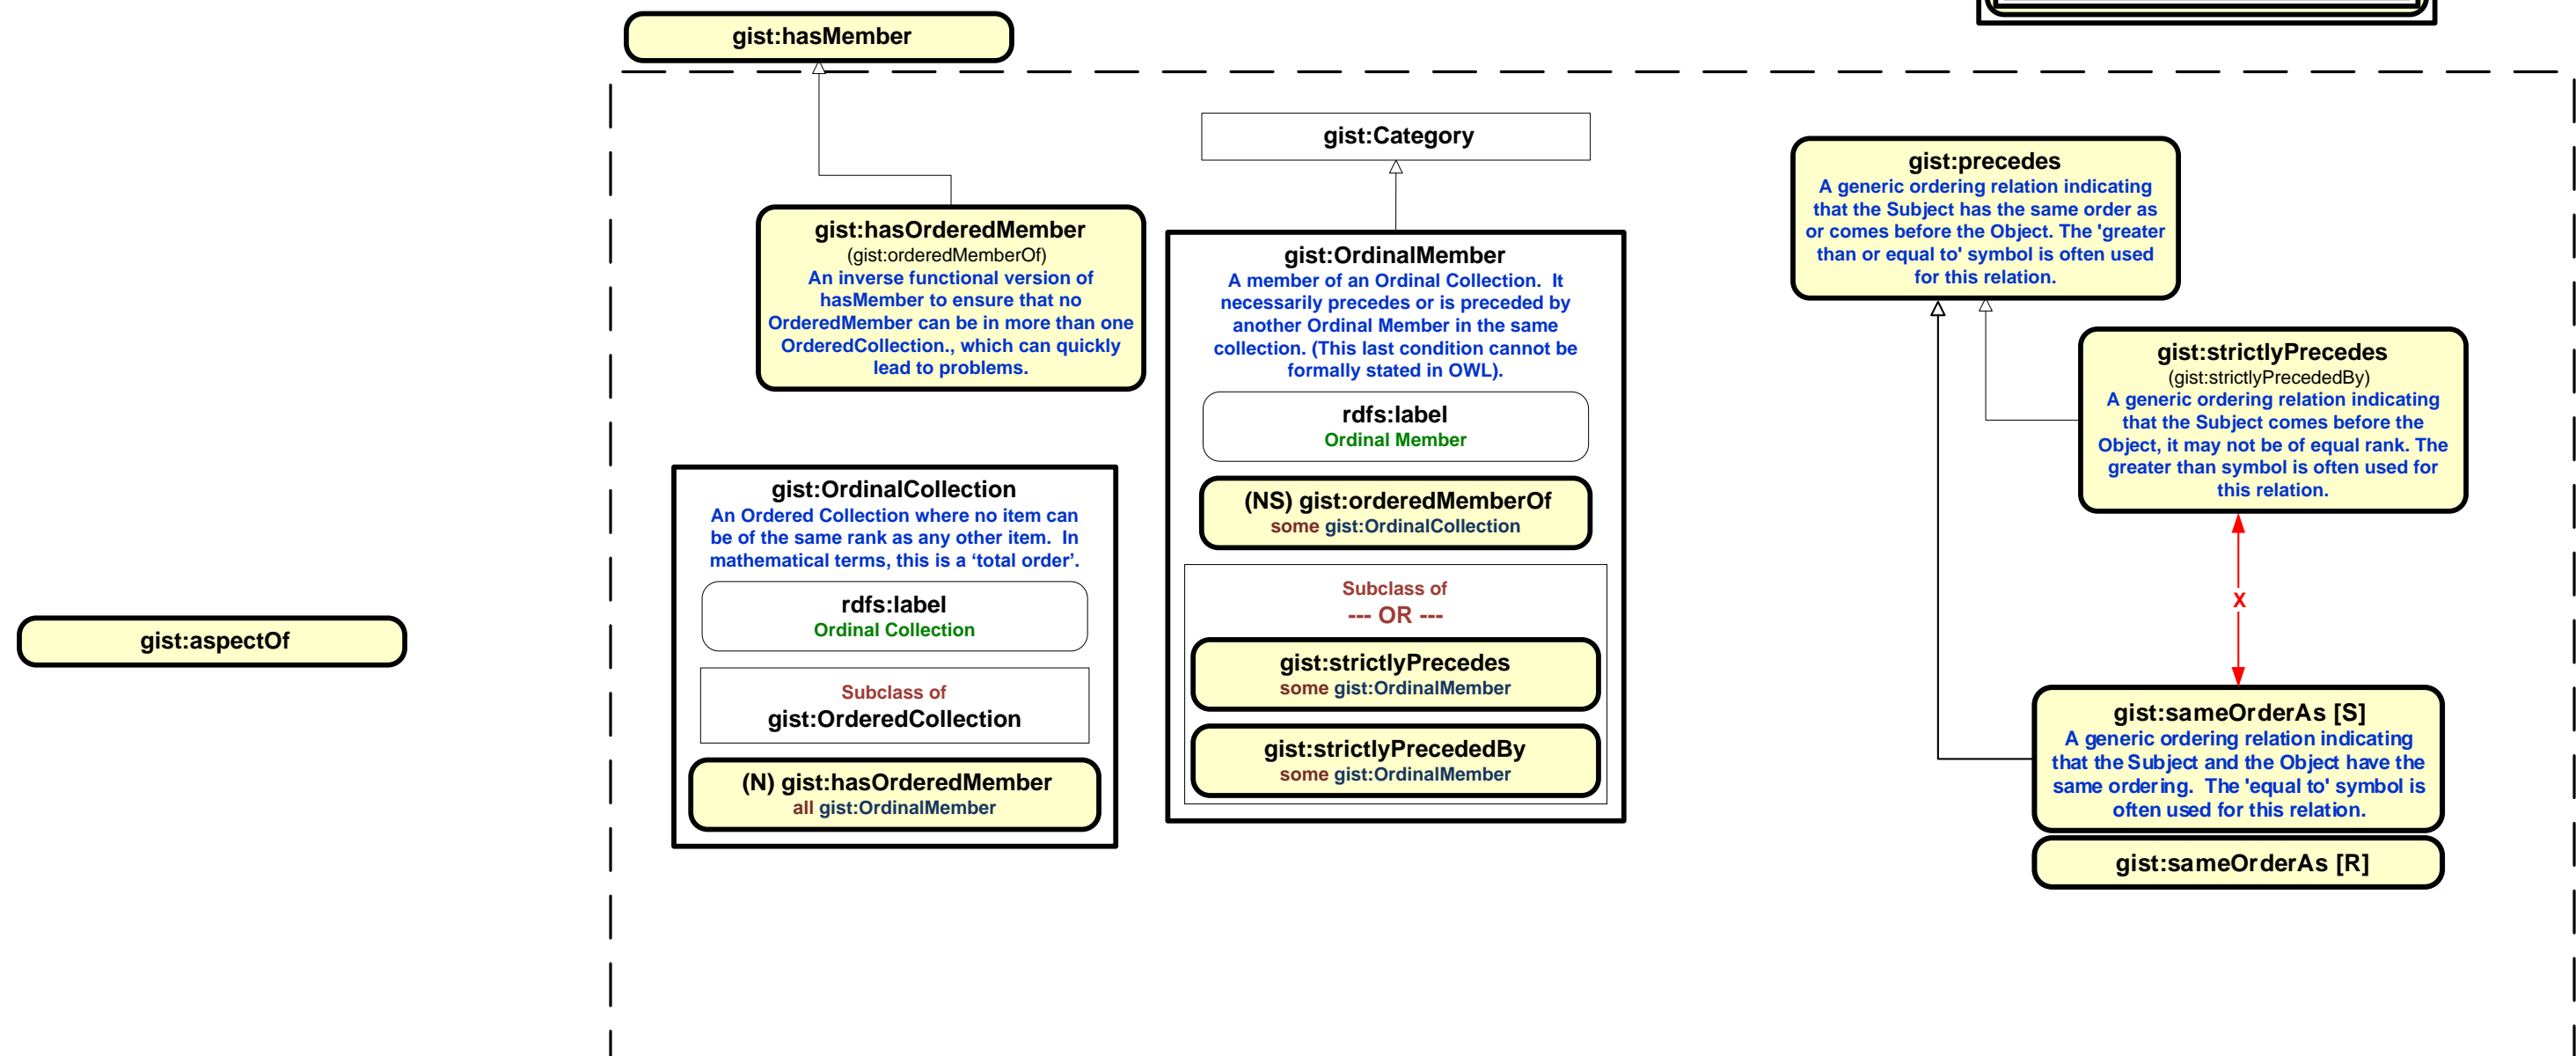 gist:hasMember
gist:Category
gist:hasOrderedMember
(gist:orderedMemberOf)
An inverse functional version of
hasMember to ensure that no
OrderedMember can be in more than one
OrderedCollection., which can quickly
lead to problems.
gist:OrdinalMember
A member of an Ordinal Collection.  It
necessarily precedes or is preceded by
another Ordinal Member in the same
collection. (This last condition cannot be
formally stated in OWL).
rdfs:label
Ordinal Member
(NS) gist:orderedMemberOf
some gist:OrdinalCollection
Subclass of
--- OR ---
gist:strictlyPrecedes
some gist:OrdinalMember
gist:strictlyPrecededBy
some gist:OrdinalMember
gist:OrdinalCollection
An Ordered Collection where no item can
be of the same rank as any other item.  In
mathematical terms, this is a ‘total order’.
rdfs:label
Ordinal Collection
Subclass of
gist:OrderedCollection
(N) gist:hasOrderedMember
all gist:OrdinalMember
gist:aspectOf
gist:precedes
A generic ordering relation indicating
that the Subject has the same order as
or comes before the Object. The 'greater
than or equal to' symbol is often used
for this relation.
gist:strictlyPrecedes
(gist:strictlyPrecededBy)
A generic ordering relation indicating
that the Subject comes before the
Object, it may not be of equal rank. The
greater than symbol is often used for
this relation.
X
gist:sameOrderAs [S]
A generic ordering relation indicating
that the Subject and the Object have the
same ordering.  The 'equal to' symbol is
often used for this relation.
gist:sameOrderAs [R]